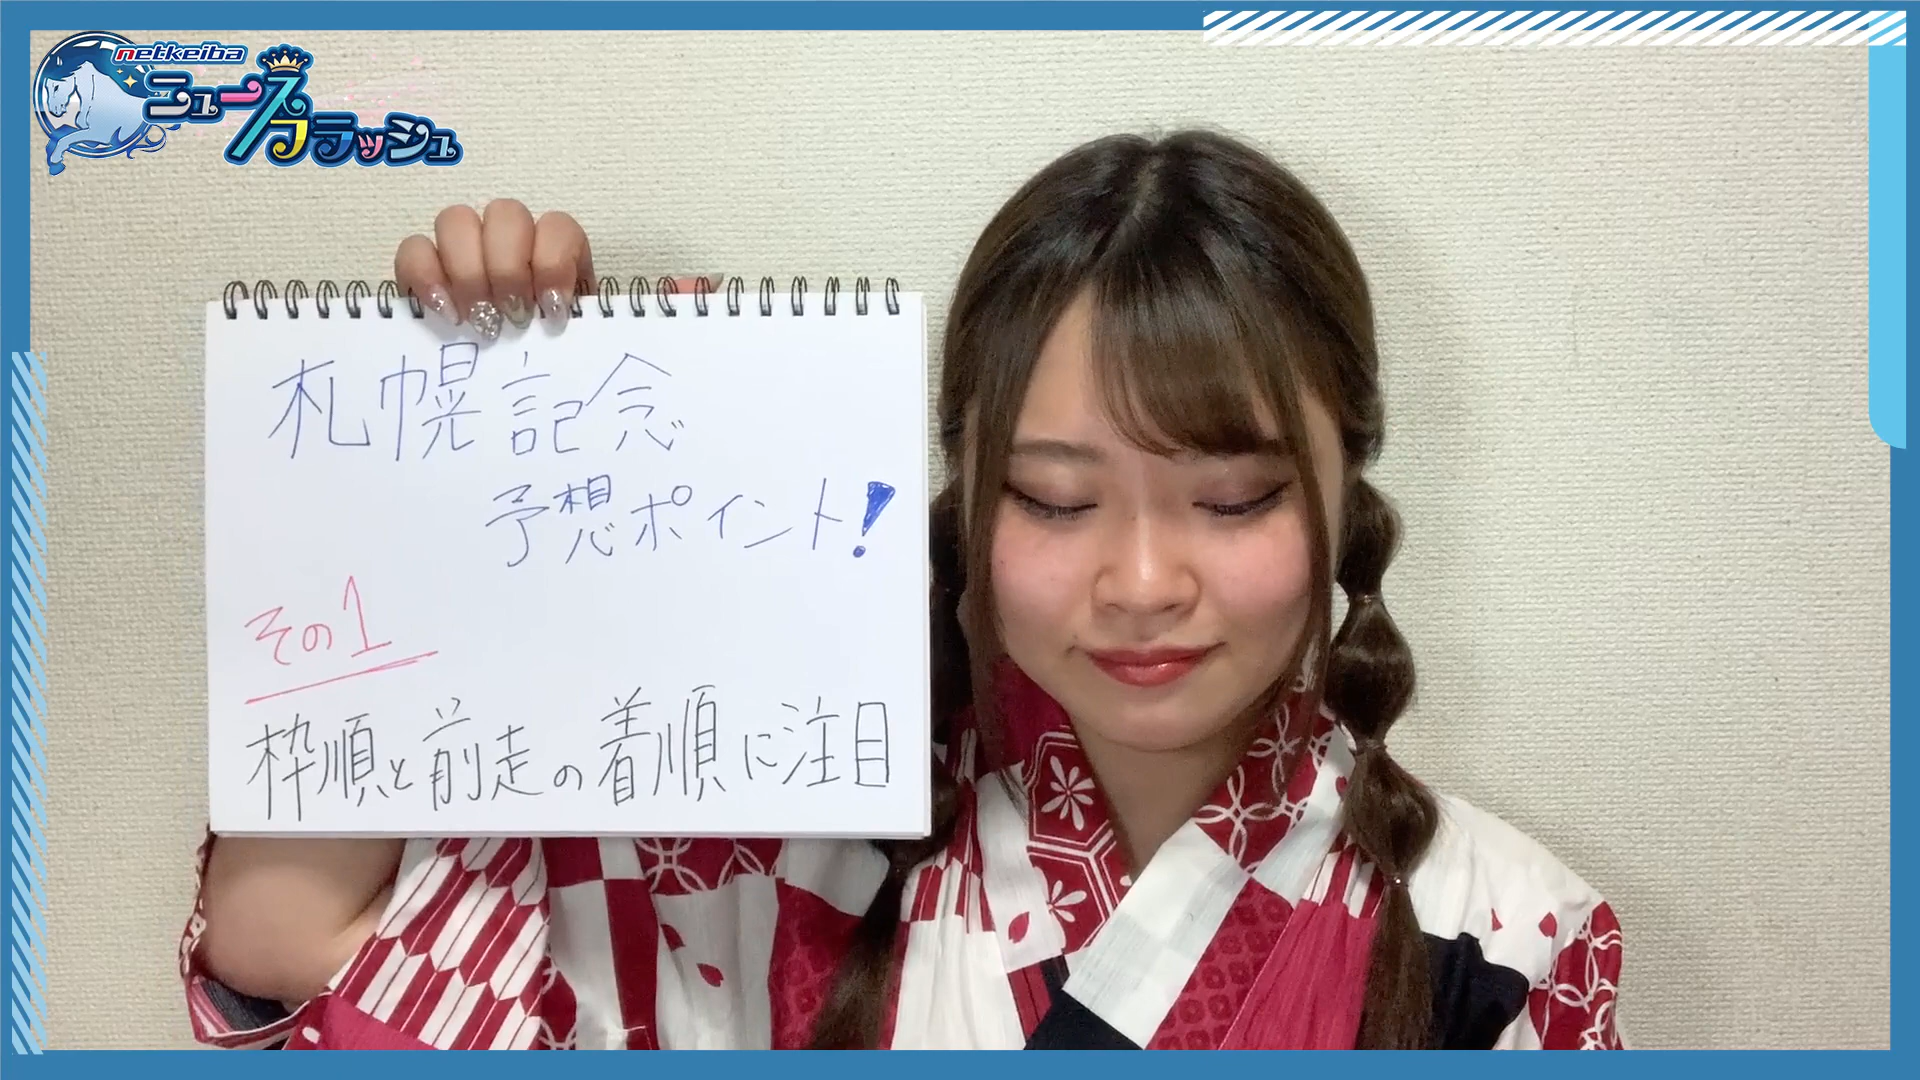 netkeiba
ニュースフラッシュ
札幌記念
予想ポイント!
その1
枠順と前走の着順に注目